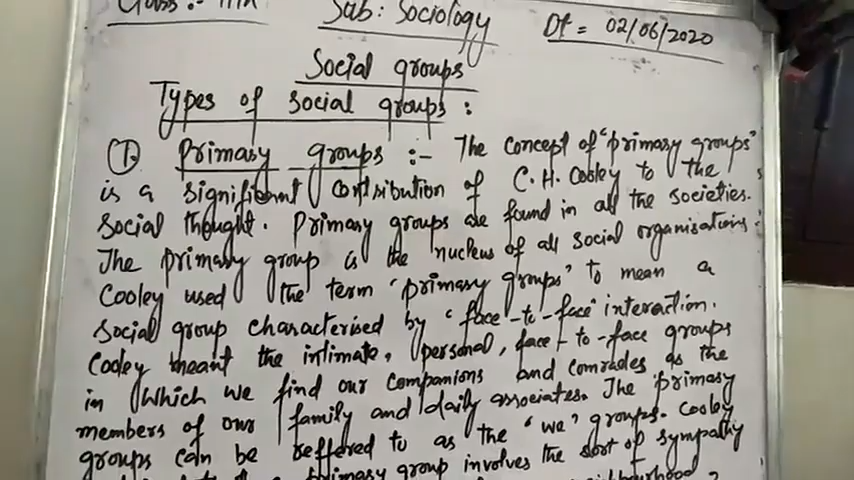 Class :-
Sub: Sociology
Dt = 02/06/2020
Social groups
Types of social groups :
1. Primary groups :- The concept of "primary groups"
is a significant contribution of C.H. Cooley to the
social thought. Primary groups are found in all the societies.
The primary group is the nucleus of all social organisations.
Cooley used the term "primary groups" to mean a
social group characterised by "face-to-face" interaction.
Cooley meant the intimate, personal, face-to-face groups
in which we find our companions and comrades as the
members of our family and daily associates. The primary
groups can be reffered to as the "we" groups. Cooley
primary group involves the sort of sympathy
neighbourhood,